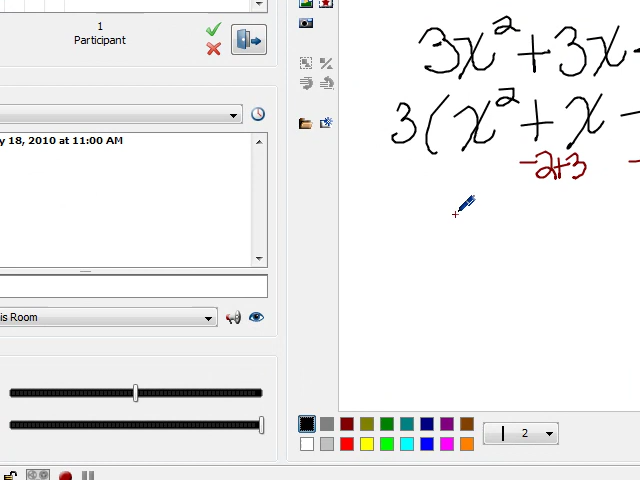 1
Participant
y 18, 2010 at 11:00 AM
is Room
3x² + 3x -
3(x² + x -
-2+3 -
2